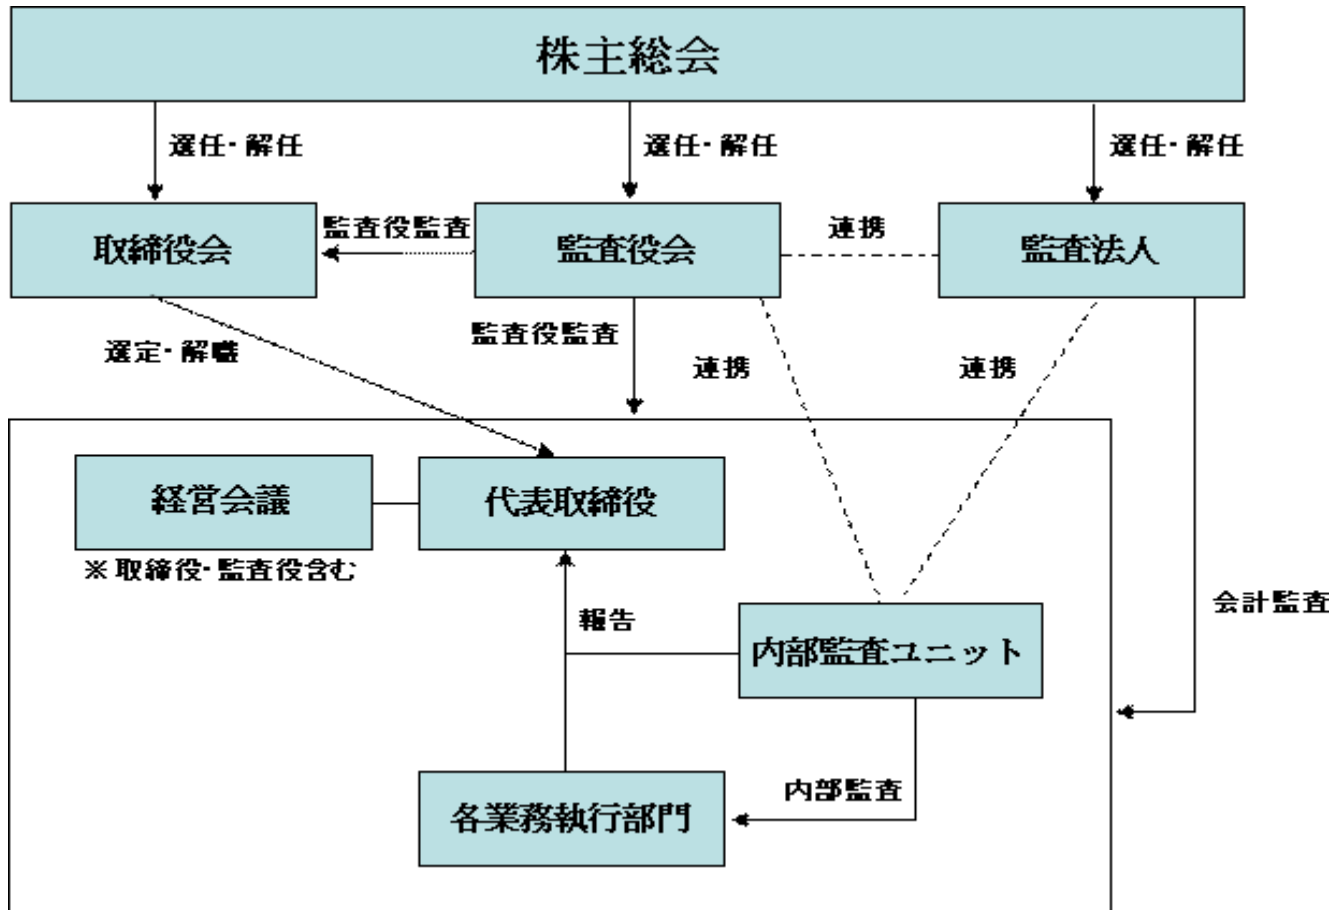 株主総会
選任・解任
選任・解任
選任・解任
取締役会
監査役監査
監査役会
連携
監査法人
選定・解職
監査役監査
連携
連携
経営会議
代表取締役
※取締役・監査役含む
報告
内部監査ユニット
会計監査
各業務執行部門
内部監査